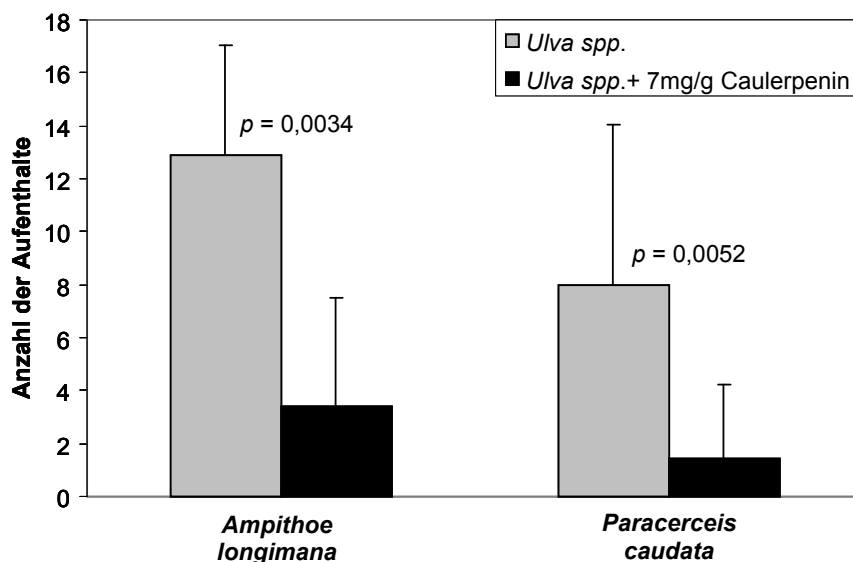 Anzahl der Aufenthalte
18
16
14
12
10
8
6
4
2
0
Ulva spp.
Ulva spp.+ 7mg/g Caulerpenin
p = 0,0034
p = 0,0052
Ampithoe
longimana
Paracerceis
caudata